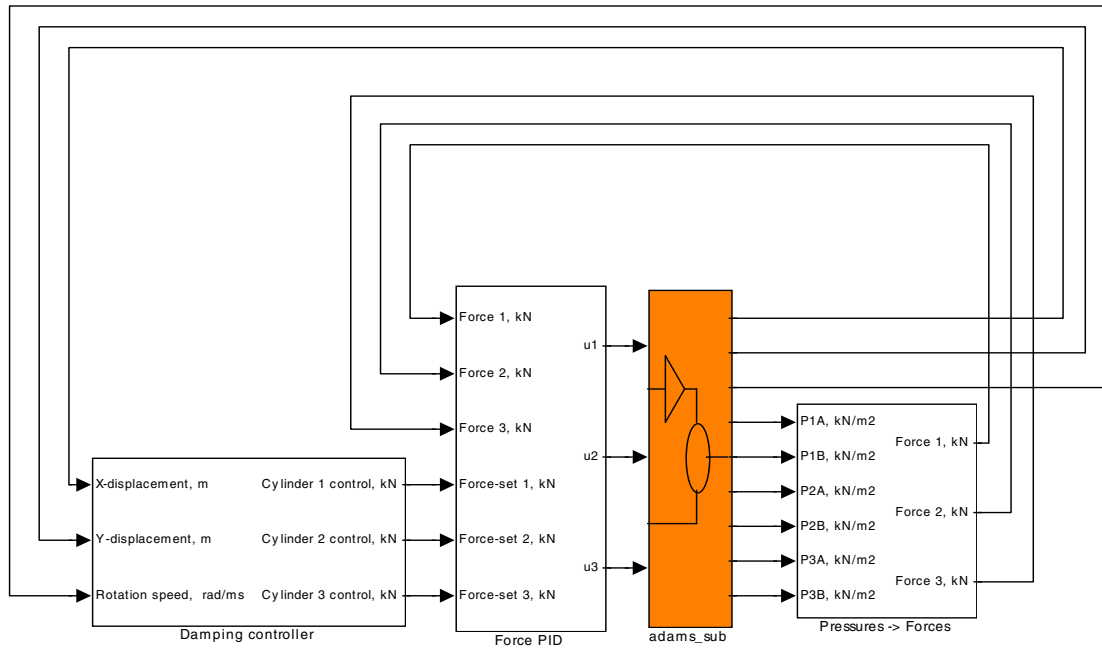 X-displacement, m
Y-displacement, m
Rotation speed, rad/ms
Cylinder 1 control, kN
Cylinder 2 control, kN
Cylinder 3 control, kN
Damping controller
Force 1, kN
Force 2, kN
Force 3, kN
Force-set 1, kN
Force-set 2, kN
Force-set 3, kN
u1
u2
u3
Force PID
adams_sub
P1A, kN/m2
P1B, kN/m2
P2A, kN/m2
P2B, kN/m2
P3A, kN/m2
P3B, kN/m2
Force 1, kN
Force 2, kN
Force 3, kN
Pressures -> Forces